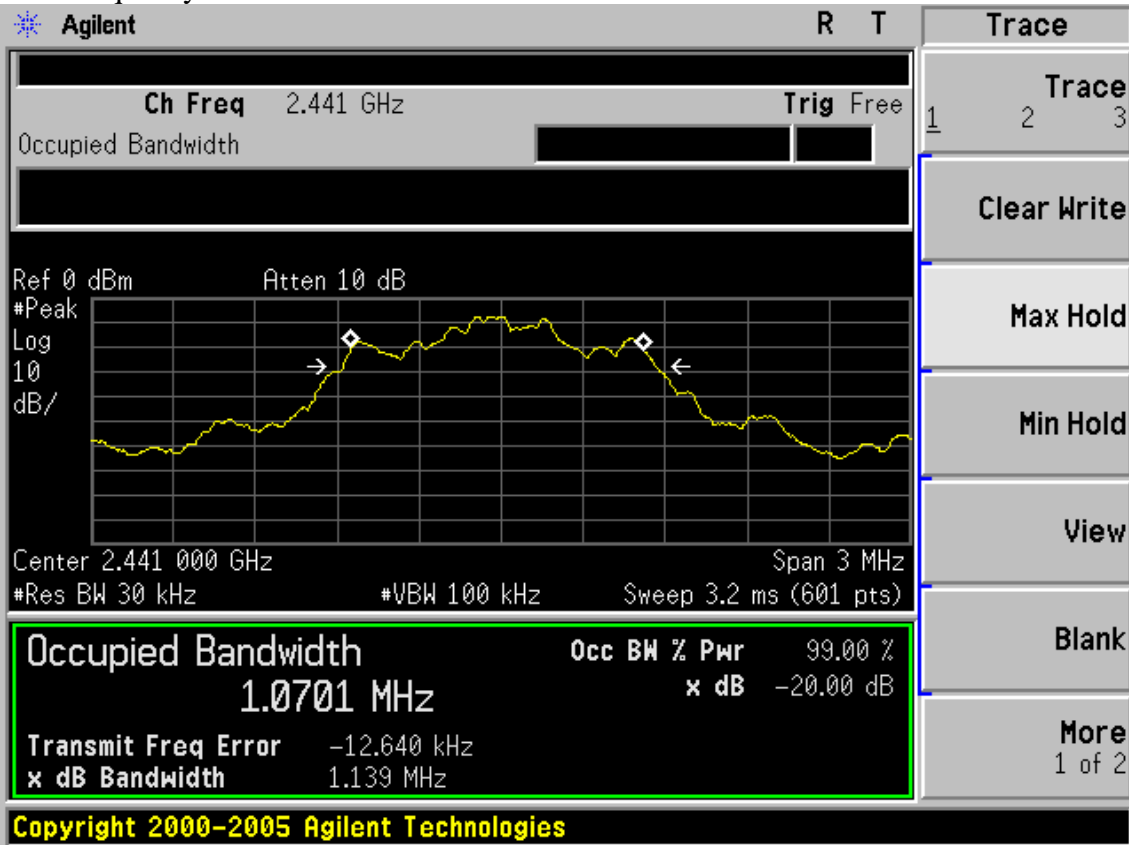 Agilent R T Trace
Ch Freq 2.441 GHz Trig Free
Occupied Bandwidth
Trace
1 2 3
Clear Write
Max Hold
Min Hold
View
Blank
More
1 of 2
Ref 0 dBm Atten 10 dB
#Peak
Log
10
dB/
Center 2.441 000 GHz Span 3 MHz
#Res BW 30 kHz #VBW 100 kHz Sweep 3.2 ms (601 pts)
Occupied Bandwidth Occ BW % Pwr 99.00 %
1.0701 MHz x dB -20.00 dB
Transmit Freq Error -12.640 kHz
x dB Bandwidth 1.139 MHz
Copyright 2000-2005 Agilent Technologies